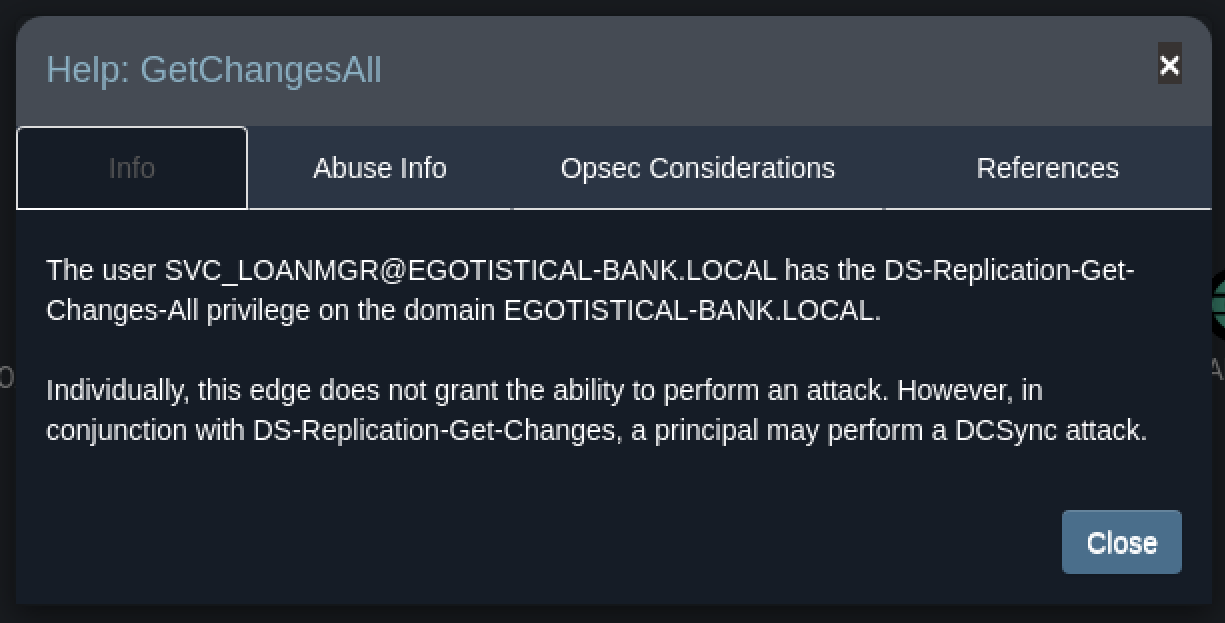 Help: GetChangesAll
×
Info
Abuse Info
Opsec Considerations
References
The user SVC_LOANMGR@EGOTISTICAL-BANK.LOCAL has the DS-Replication-Get-
Changes-All privilege on the domain EGOTISTICAL-BANK.LOCAL.
Individually, this edge does not grant the ability to perform an attack. However, in
conjunction with DS-Replication-Get-Changes, a principal may perform a DCSync attack.
Close